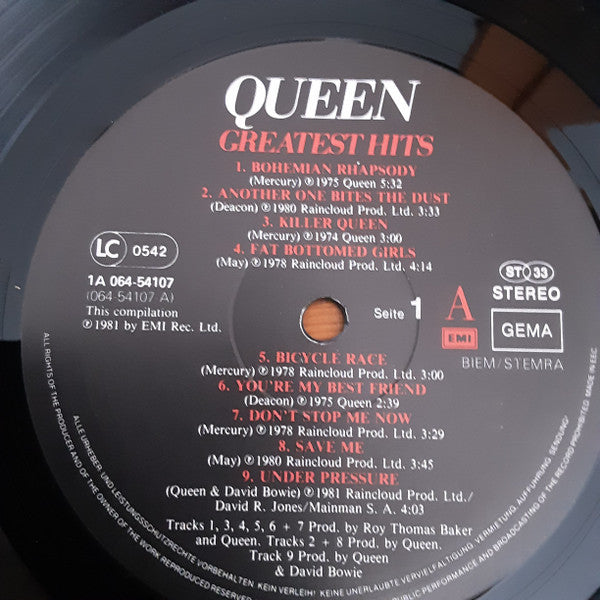 QUEEN
GREATEST HITS
1. BOHEMIAN RHAPSODY
(Mercury) ℗ 1975 Queen 5:32
2. ANOTHER ONE BITES THE DUST
(Deacon) ℗ 1980 Raincloud Prod. Ltd. 3:33
3. KILLER QUEEN
(Mercury) ℗ 1974 Queen 3:00
4. FAT BOTTOMED GIRLS
(May) ℗ 1978 Raincloud Prod. Ltd. 4:14
LC 0542
1A 064-54107
(064-54107 A)
This compilation
℗ 1981 by EMI Rec. Ltd.
Seite 1 A
EMI
ST 33
STEREO
GEMA
BIEM/STEMRA
5. BICYCLE RACE
(Mercury) ℗ 1978 Raincloud Prod. Ltd. 3:00
6. YOU'RE MY BEST FRIEND
(Deacon) ℗ 1975 Queen 2:39
7. DON'T STOP ME NOW
(Mercury) ℗ 1978 Raincloud Prod. Ltd. 3:29
8. SAVE ME
(May) ℗ 1980 Raincloud Prod. Ltd. 3:45
9. UNDER PRESSURE
(Queen & David Bowie) ℗ 1981 Raincloud Prod. Ltd./
David R. Jones/Mainman S. A. 4:03
Tracks 1, 3, 4, 5, 6 + 7 Prod. by Roy Thomas Baker
and Queen. Tracks 2 + 8 Prod. by Queen.
Track 9 Prod. by Queen
& David Bowie
ALLE URHEBER- UND LEISTUNGSSCHUTZRECHTE VORBEHALTEN KEIN VERLEIH! KEINE UNERLAUBTE VERVIELFÄLTIGUNG, VERMIETUNG, AUFFÜHRUNG, SENDUNG!
ALL RIGHTS OF THE PRODUCER AND OF THE OWNER OF THE WORK REPRODUCED RESERVED
PUBLIC PERFORMANCE AND BROADCASTING OF THE RECORD PROHIBITED. MADE IN EEC